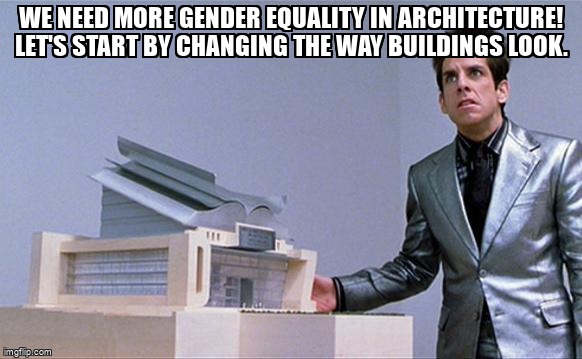 WE NEED MORE GENDER EQUALITY IN ARCHITECTURE!
LET'S START BY CHANGING THE WAY BUILDINGS LOOK.
imgflip.com